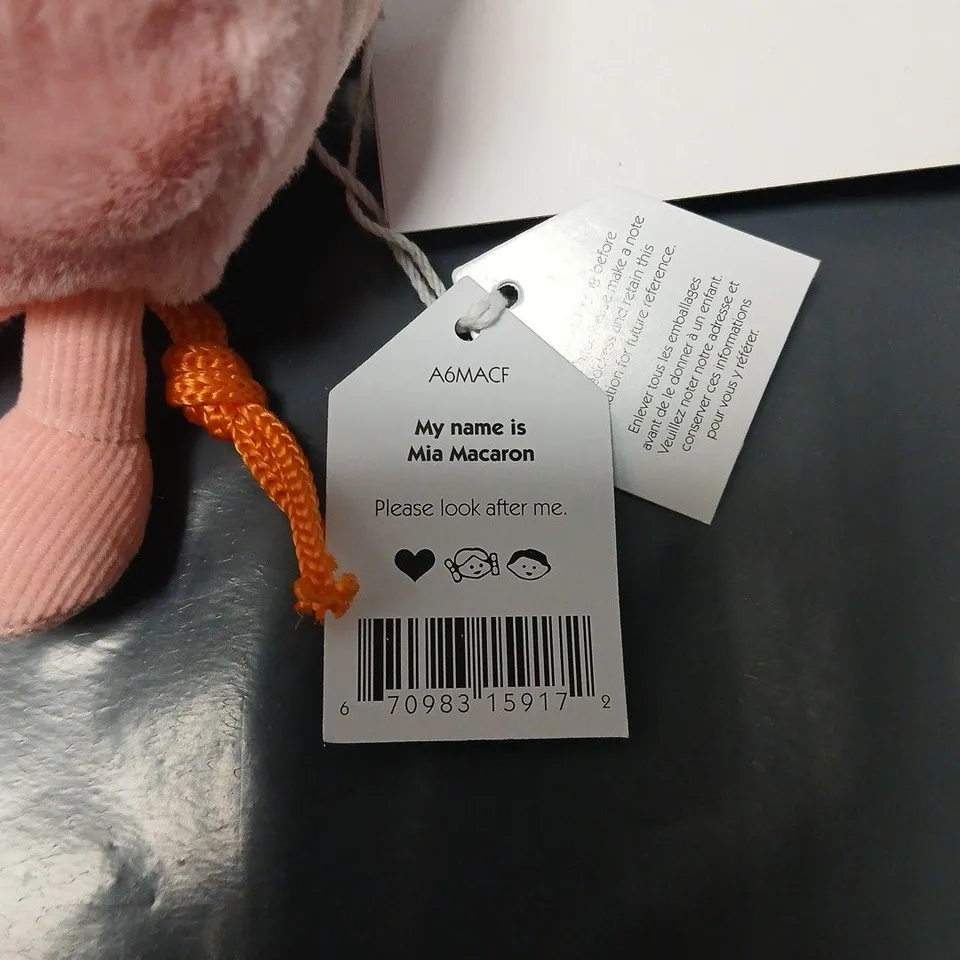 A6MACF
My name is
Mia Macaron
Please look after me.
6 70983 15917 2
before
make a note
and retain this
for future reference.
Enlever tous les emballages
avant de le donner à un enfant.
Veuillez noter notre adresse et
conserver ces informations
pour vous y référer.